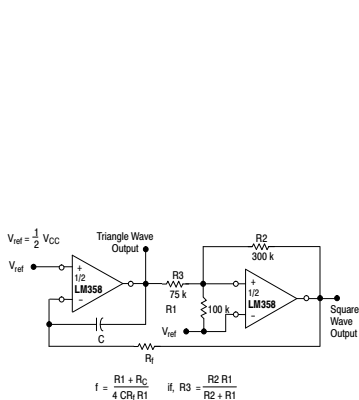 Vref = 1/2 VCC
Triangle Wave
Output
Vref
+
1/2
LM358
−
C
Rf
R3
75 k
R1
100 k
Vref
R2
300 k
+
1/2
LM358
−
Square
Wave
Output
f = R1 + RC / 4 CRf R1 if, R3 = R2 R1 / R2 + R1